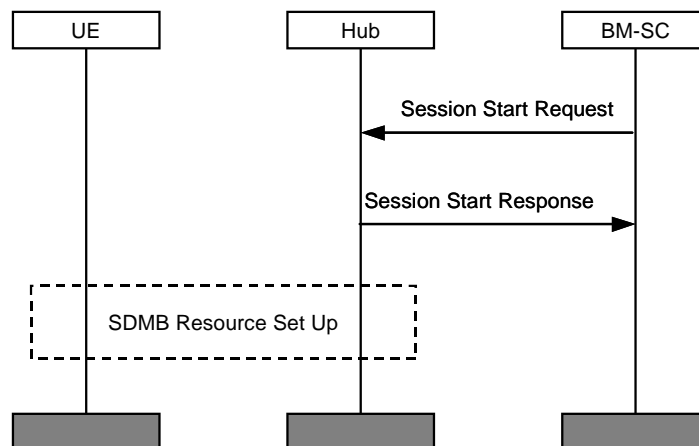 UE
Hub
BM-SC
Session Start Request
Session Start Response
SDMB Resource Set Up